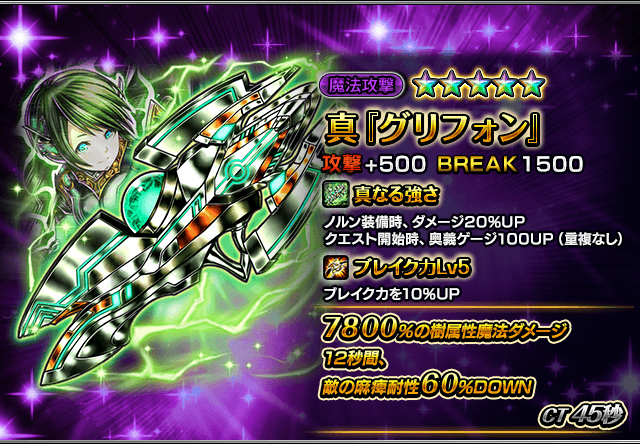 魔法攻撃
真『グリフォン』
攻撃+500 BREAK1500
真なる強さ
ノルン装備時、ダメージ20%UP
クエスト開始時、奥義ゲージ100UP（重複なし）
ブレイク力Lv5
ブレイク力を10%UP
7800%の樹属性魔法ダメージ
12秒間、
敵の麻痺耐性60%DOWN
CT 45秒